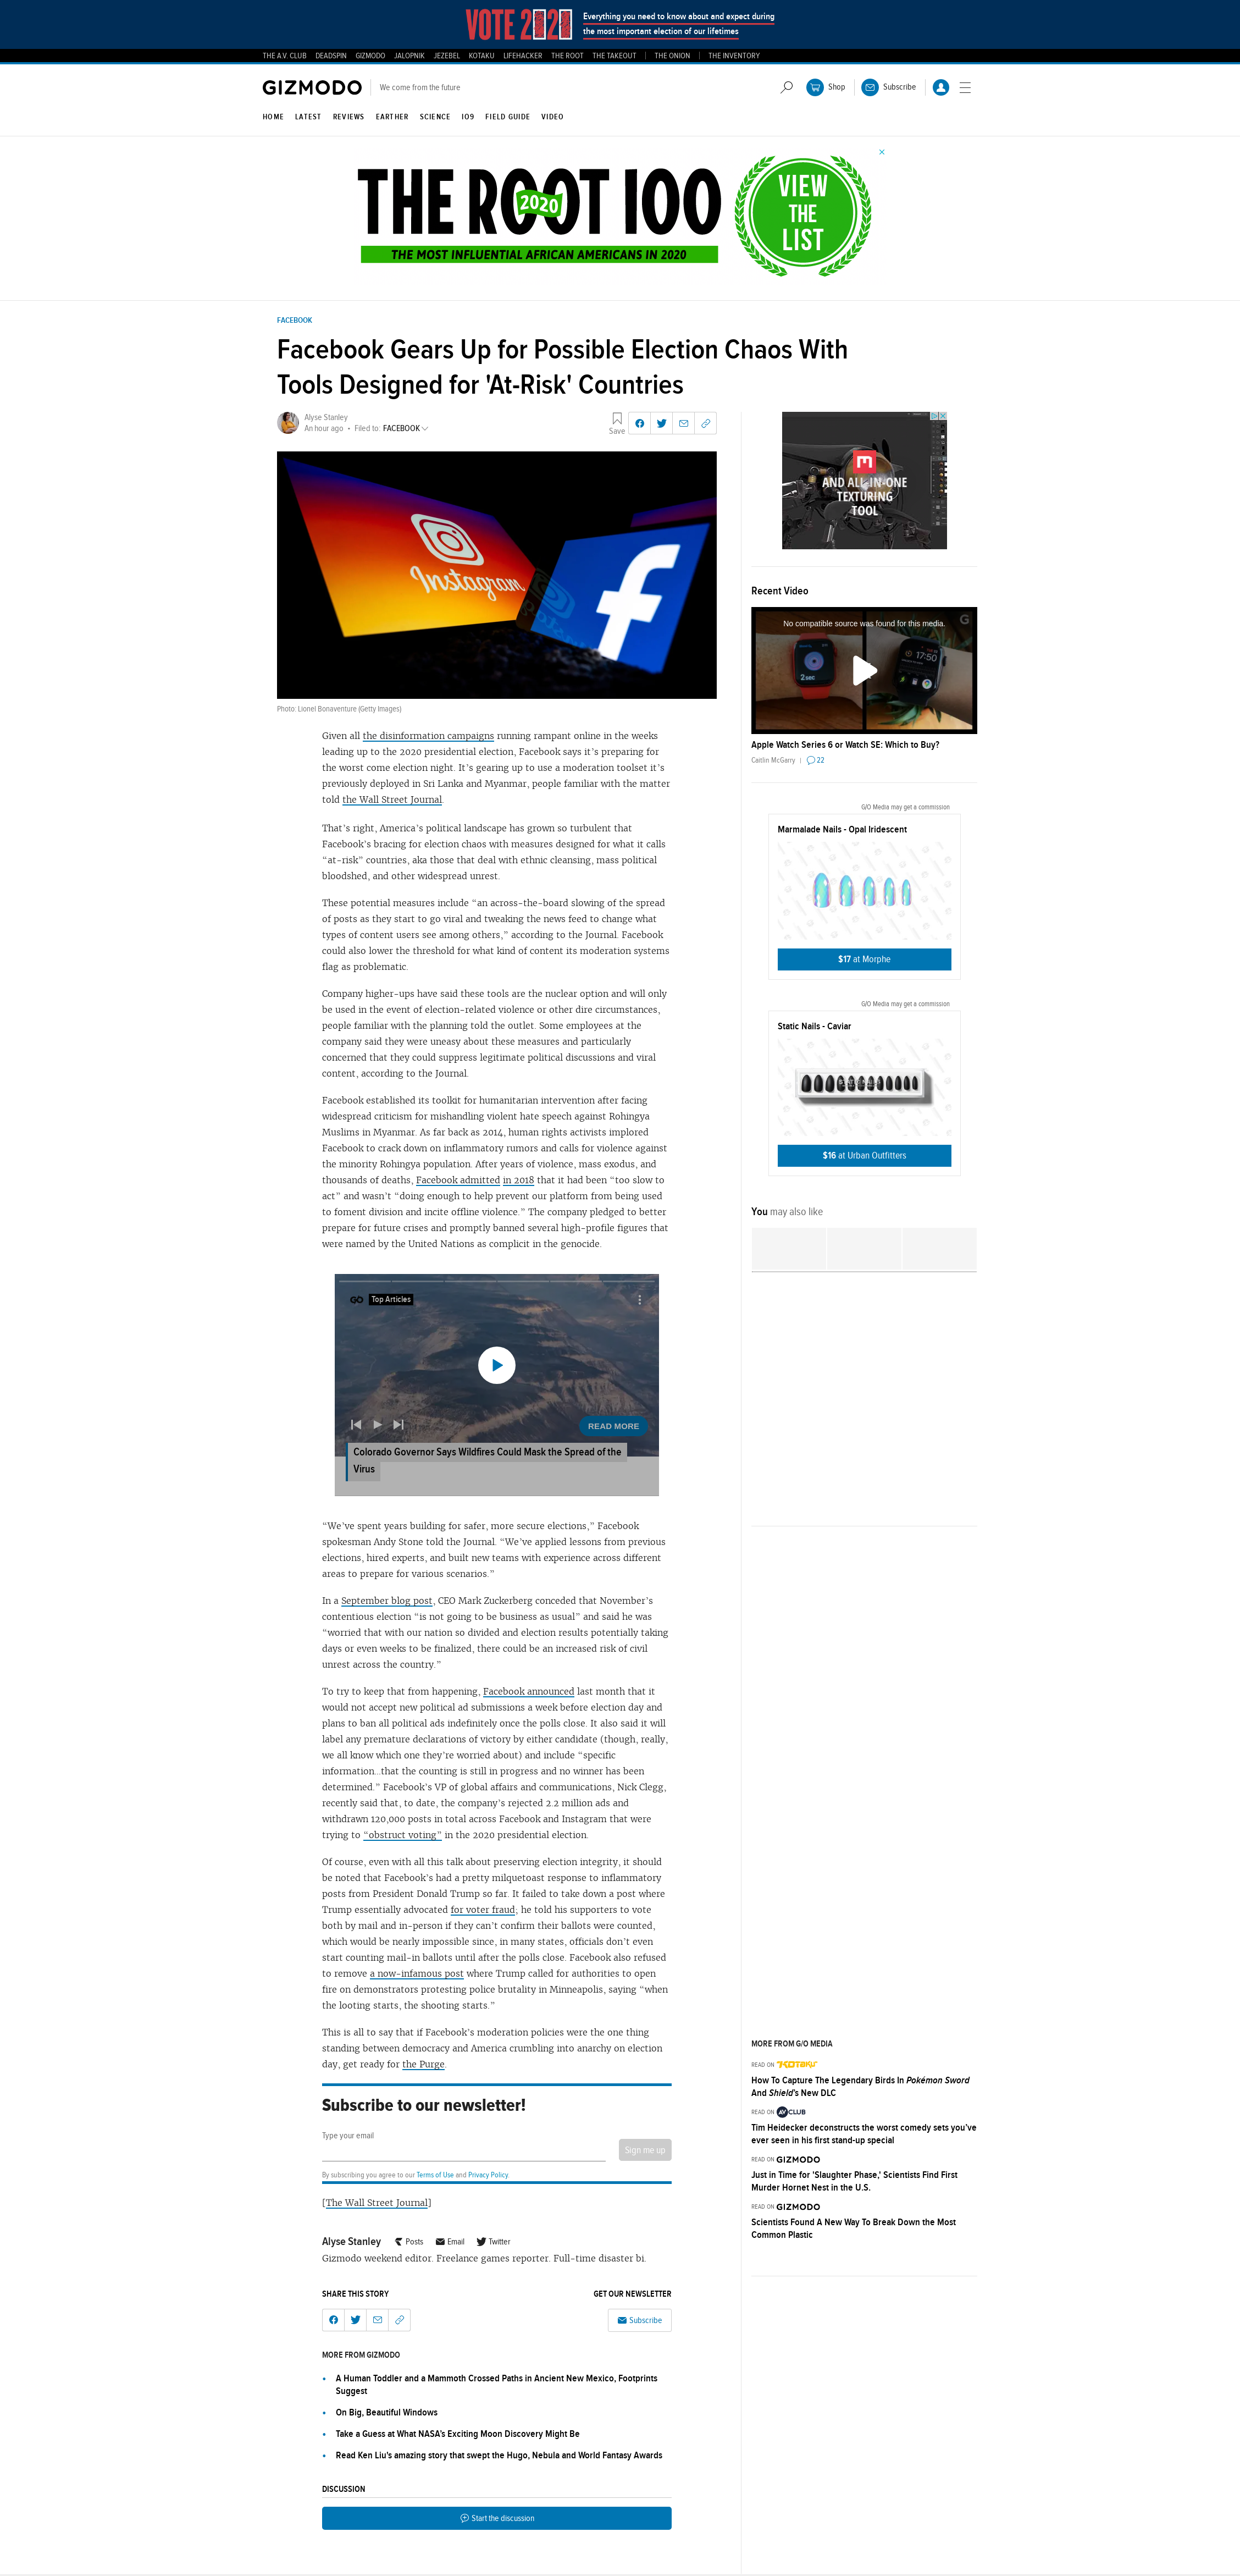 VOTE 2020
Everything you need to know about and expect during
the most important election of our lifetimes
THE A.V. CLUB DEADSPIN GIZMODO JALOPNIK JEZEBEL KOTAKU LIFEHACKER THE ROOT THE TAKEOUT THE ONION THE INVENTORY
GIZMODO We come from the future
Shop Subscribe
HOME LATEST REVIEWS EARTHER SCIENCE IO9 FIELD GUIDE VIDEO
THE ROOT 100
2020
THE MOST INFLUENTIAL AFRICAN AMERICANS IN 2020
VIEW
THE
LIST
FACEBOOK
Facebook Gears Up for Possible Election Chaos With
Tools Designed for 'At-Risk' Countries
Alyse Stanley
An hour ago • Filed to: FACEBOOK
Save
Instagram
Photo: Lionel Bonaventure (Getty Images)
Given all the disinformation campaigns running rampant online in the weeks
leading up to the 2020 presidential election, Facebook says it’s preparing for
the worst come election night. It’s gearing up to use a moderation toolset it’s
previously deployed in Sri Lanka and Myanmar, people familiar with the matter
told the Wall Street Journal.
That’s right, America’s political landscape has grown so turbulent that
Facebook’s bracing for election chaos with measures designed for what it calls
“at-risk” countries, aka those that deal with ethnic cleansing, mass political
bloodshed, and other widespread unrest.
These potential measures include “an across-the-board slowing of the spread
of posts as they start to go viral and tweaking the news feed to change what
types of content users see among others,” according to the Journal. Facebook
could also lower the threshold for what kind of content its moderation systems
flag as problematic.
Company higher-ups have said these tools are the nuclear option and will only
be used in the event of election-related violence or other dire circumstances,
people familiar with the planning told the outlet. Some employees at the
company said they were uneasy about these measures and particularly
concerned that they could suppress legitimate political discussions and viral
content, according to the Journal.
Facebook established its toolkit for humanitarian intervention after facing
widespread criticism for mishandling violent hate speech against Rohingya
Muslims in Myanmar. As far back as 2014, human rights activists implored
Facebook to crack down on inflammatory rumors and calls for violence against
the minority Rohingya population. After years of violence, mass exodus, and
thousands of deaths, Facebook admitted in 2018 that it had been “too slow to
act” and wasn’t “doing enough to help prevent our platform from being used
to foment division and incite offline violence.” The company pledged to better
prepare for future crises and promptly banned several high-profile figures that
were named by the United Nations as complicit in the genocide.
GO Top Articles
READ MORE
Colorado Governor Says Wildfires Could Mask the Spread of the
Virus
“We’ve spent years building for safer, more secure elections,” Facebook
spokesman Andy Stone told the Journal. “We’ve applied lessons from previous
elections, hired experts, and built new teams with experience across different
areas to prepare for various scenarios.”
In a September blog post, CEO Mark Zuckerberg conceded that November’s
contentious election “is not going to be business as usual” and said he was
“worried that with our nation so divided and election results potentially taking
days or even weeks to be finalized, there could be an increased risk of civil
unrest across the country.”
To try to keep that from happening, Facebook announced last month that it
would not accept new political ad submissions a week before election day and
plans to ban all political ads indefinitely once the polls close. It also said it will
label any premature declarations of victory by either candidate (though, really,
we all know which one they’re worried about) and include “specific
information...that the counting is still in progress and no winner has been
determined.” Facebook’s VP of global affairs and communications, Nick Clegg,
recently said that, to date, the company’s rejected 2.2 million ads and
withdrawn 120,000 posts in total across Facebook and Instagram that were
trying to “obstruct voting” in the 2020 presidential election.
Of course, even with all this talk about preserving election integrity, it should
be noted that Facebook’s had a pretty milquetoast response to inflammatory
posts from President Donald Trump so far. It failed to take down a post where
Trump essentially advocated for voter fraud; he told his supporters to vote
both by mail and in-person if they can’t confirm their ballots were counted,
which would be nearly impossible since, in many states, officials don’t even
start counting mail-in ballots until after the polls close. Facebook also refused
to remove a now-infamous post where Trump called for authorities to open
fire on demonstrators protesting police brutality in Minneapolis, saying “when
the looting starts, the shooting starts.”
This is all to say that if Facebook’s moderation policies were the one thing
standing between democracy and America crumbling into anarchy on election
day, get ready for the Purge.
Subscribe to our newsletter!
Type your email
Sign me up
By subscribing you agree to our Terms of Use and Privacy Policy.
[The Wall Street Journal]
Alyse Stanley Posts Email Twitter
Gizmodo weekend editor. Freelance games reporter. Full-time disaster bi.
SHARE THIS STORY
GET OUR NEWSLETTER
Subscribe
MORE FROM GIZMODO
• A Human Toddler and a Mammoth Crossed Paths in Ancient New Mexico, Footprints
Suggest
• On Big, Beautiful Windows
• Take a Guess at What NASA's Exciting Moon Discovery Might Be
• Read Ken Liu's amazing story that swept the Hugo, Nebula and World Fantasy Awards
DISCUSSION
Start the discussion
AND ALL-IN-ONE
TEXTURING
TOOL
Recent Video
No compatible source was found for this media.
2 sec
17:50
Apple Watch Series 6 or Watch SE: Which to Buy?
Caitlin McGarry | 22
G/O Media may get a commission
Marmalade Nails - Opal Iridescent
$17 at Morphe
G/O Media may get a commission
Static Nails - Caviar
$16 at Urban Outfitters
You may also like
MORE FROM G/O MEDIA
READ ON KOTAKU
How To Capture The Legendary Birds In Pokémon Sword
And Shield's New DLC
READ ON AV CLUB
Tim Heidecker deconstructs the worst comedy sets you’ve
ever seen in his first stand-up special
READ ON GIZMODO
Just in Time for 'Slaughter Phase,' Scientists Find First
Murder Hornet Nest in the U.S.
READ ON GIZMODO
Scientists Found A New Way To Break Down the Most
Common Plastic